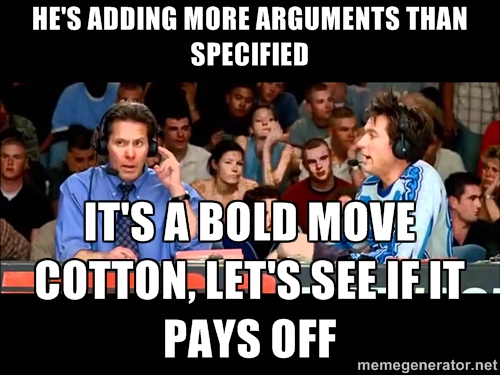 HE'S ADDING MORE ARGUMENTS THAN
SPECIFIED
IT'S A BOLD MOVE
COTTON, LET'S SEE IF IT
PAYS OFF
memegenerator.net